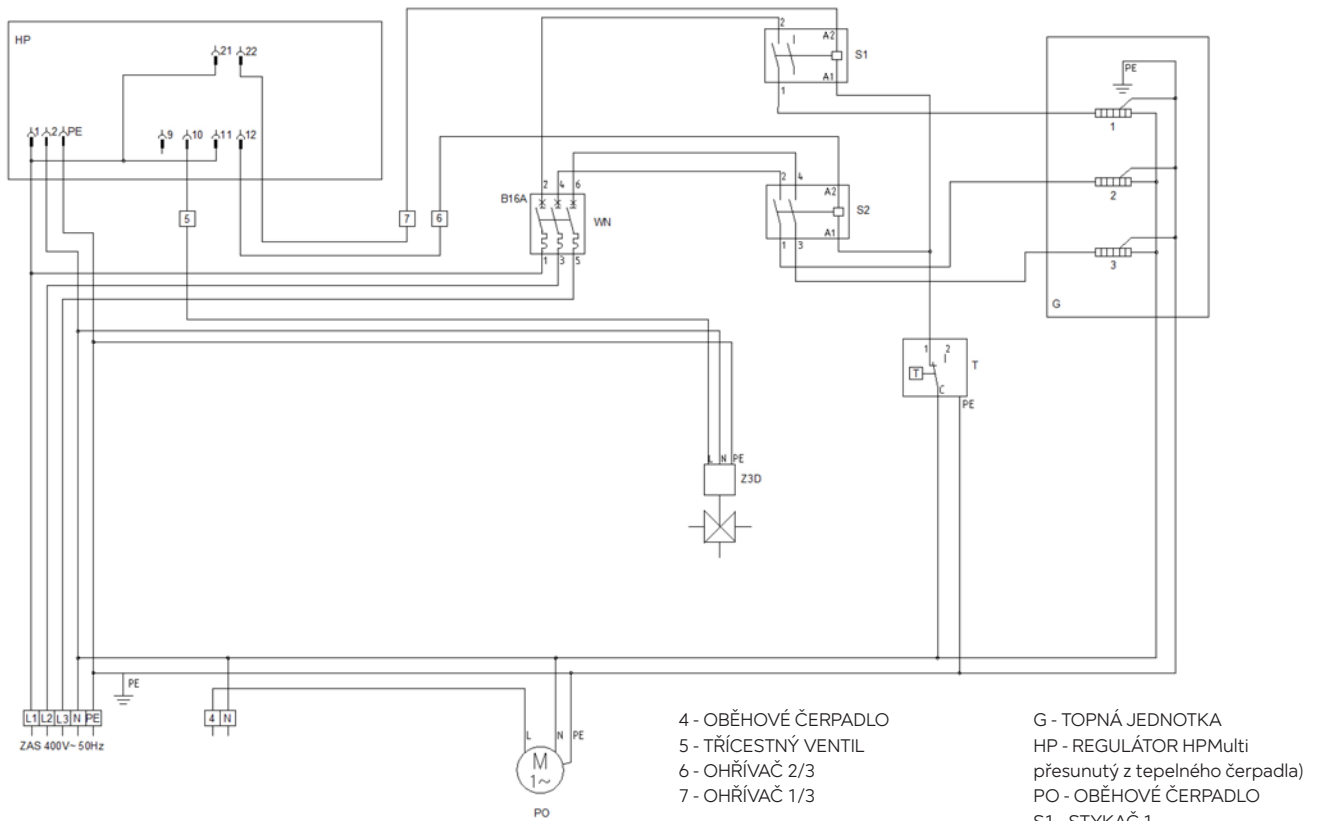 HP
21 22
1 2 PE
9 10 11 12
5
7
6
B16A
2 4 6
WN
1 3 5
2
A2
S1
A1
1
2 4
A2
S2
A1
1 3
PE
1
2
3
G
1 2
T
T
C
PE
L N PE
Z3D
PE
L1 L2 L3 N PE
ZAS 400V~ 50Hz
4 N
L N PE
M
1~
PO
4 - OBĚHOVÉ ČERPADLO
5 - TŘÍCESTNÝ VENTIL
6 - OHŘÍVAČ 2/3
7 - OHŘÍVAČ 1/3
G - TOPNÁ JEDNOTKA
HP - REGULÁTOR HPMulti
přesunutý z tepelného čerpadla)
PO - OBĚHOVÉ ČERPADLO
S1 - STYKAČ 1